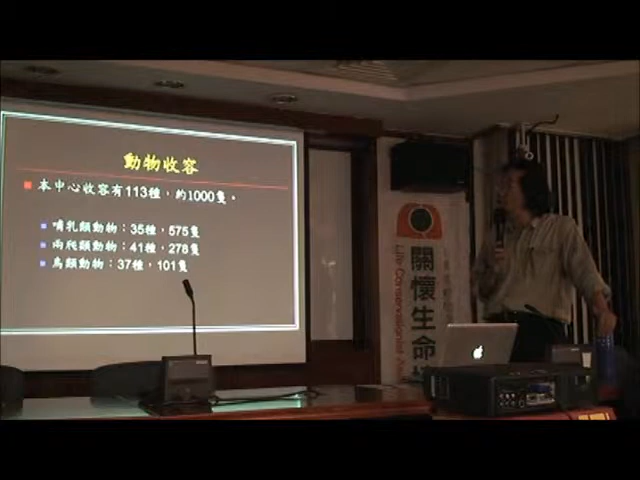 動物收容
本中心收容有113種，約1000隻。
哺乳類動物：35種，575隻
兩爬類動物：41種，278隻
鳥類動物：37種，101隻
關懷生命
Life Conservationist